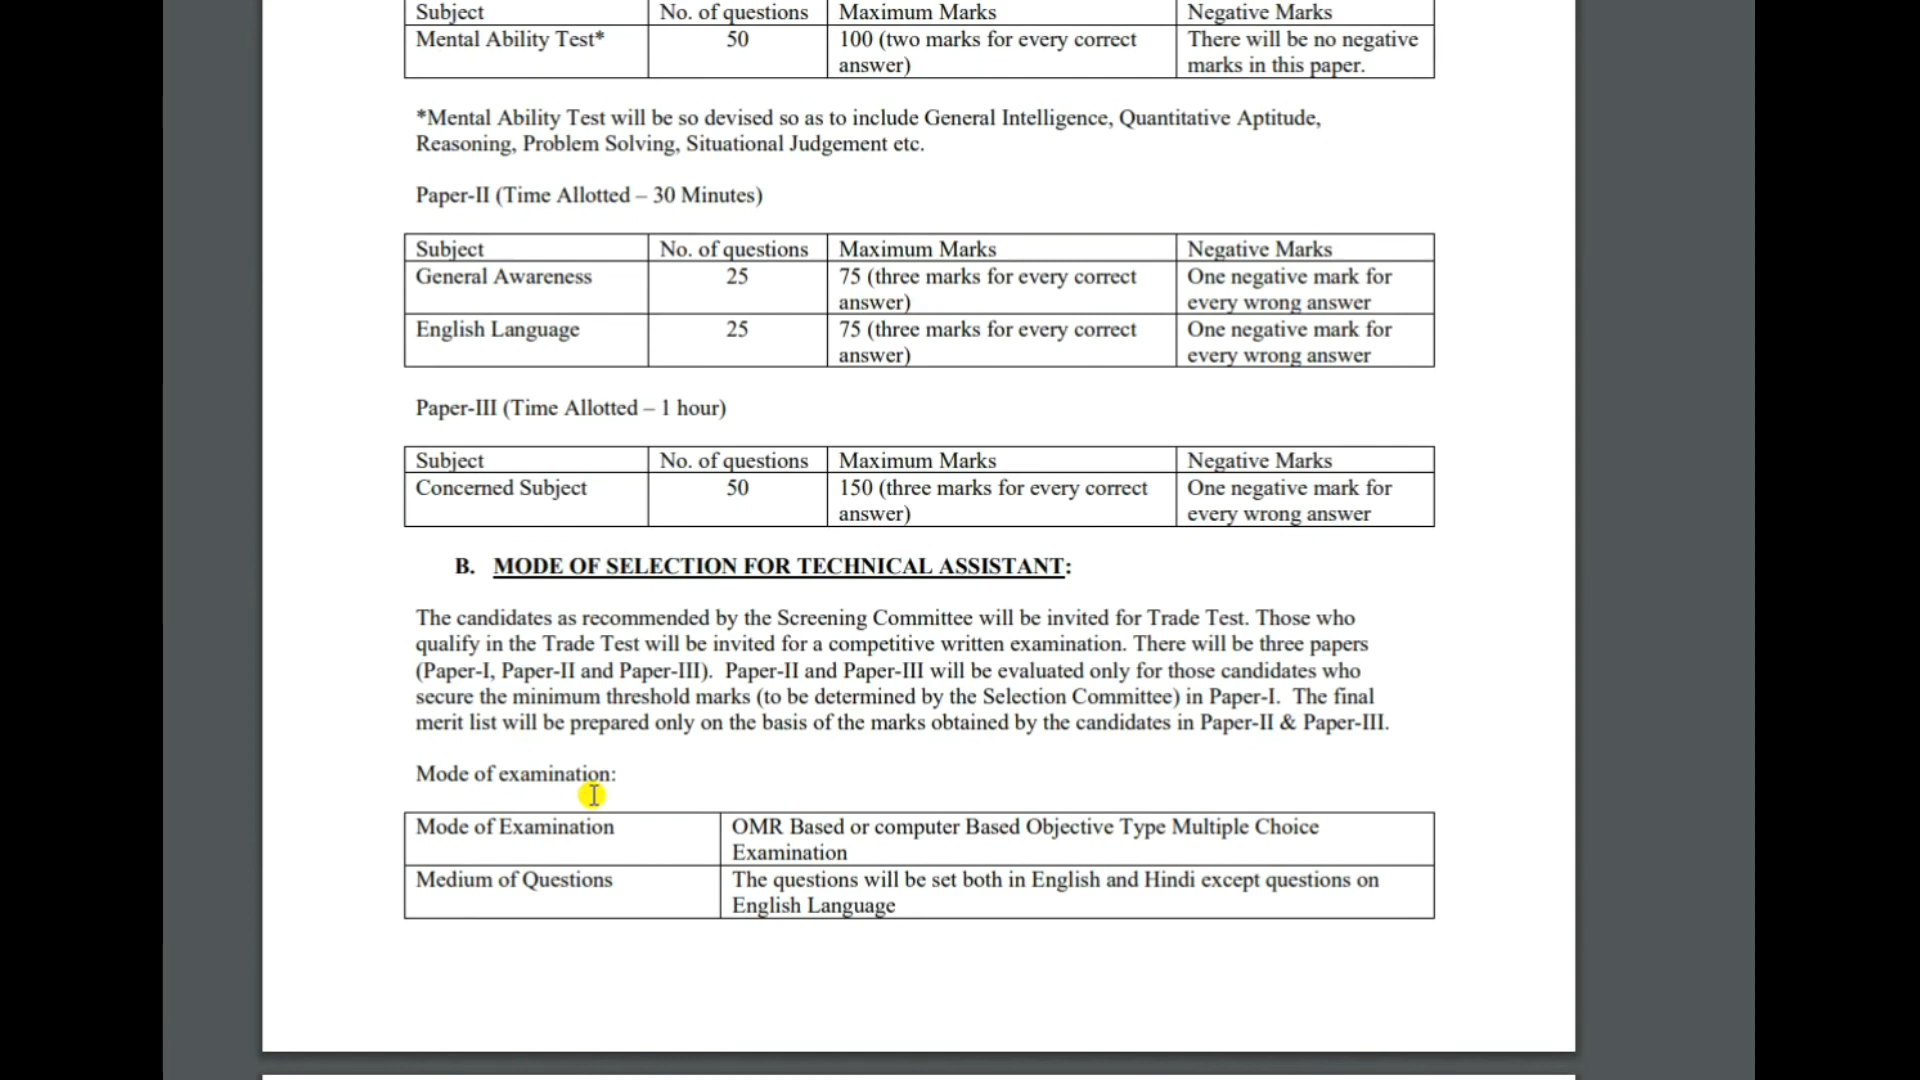 Subject No. of questions Maximum Marks Negative Marks
Mental Ability Test* 50 100 (two marks for every correct answer) There will be no negative marks in this paper.
*Mental Ability Test will be so devised so as to include General Intelligence, Quantitative Aptitude,
Reasoning, Problem Solving, Situational Judgement etc.
Paper-II (Time Allotted – 30 Minutes)
Subject No. of questions Maximum Marks Negative Marks
General Awareness 25 75 (three marks for every correct answer) One negative mark for every wrong answer
English Language 25 75 (three marks for every correct answer) One negative mark for every wrong answer
Paper-III (Time Allotted – 1 hour)
Subject No. of questions Maximum Marks Negative Marks
Concerned Subject 50 150 (three marks for every correct answer) One negative mark for every wrong answer
B. MODE OF SELECTION FOR TECHNICAL ASSISTANT:
The candidates as recommended by the Screening Committee will be invited for Trade Test. Those who
qualify in the Trade Test will be invited for a competitive written examination. There will be three papers
(Paper-I, Paper-II and Paper-III). Paper-II and Paper-III will be evaluated only for those candidates who
secure the minimum threshold marks (to be determined by the Selection Committee) in Paper-I. The final
merit list will be prepared only on the basis of the marks obtained by the candidates in Paper-II & Paper-III.
Mode of examination:
Mode of Examination OMR Based or computer Based Objective Type Multiple Choice Examination
Medium of Questions The questions will be set both in English and Hindi except questions on English Language